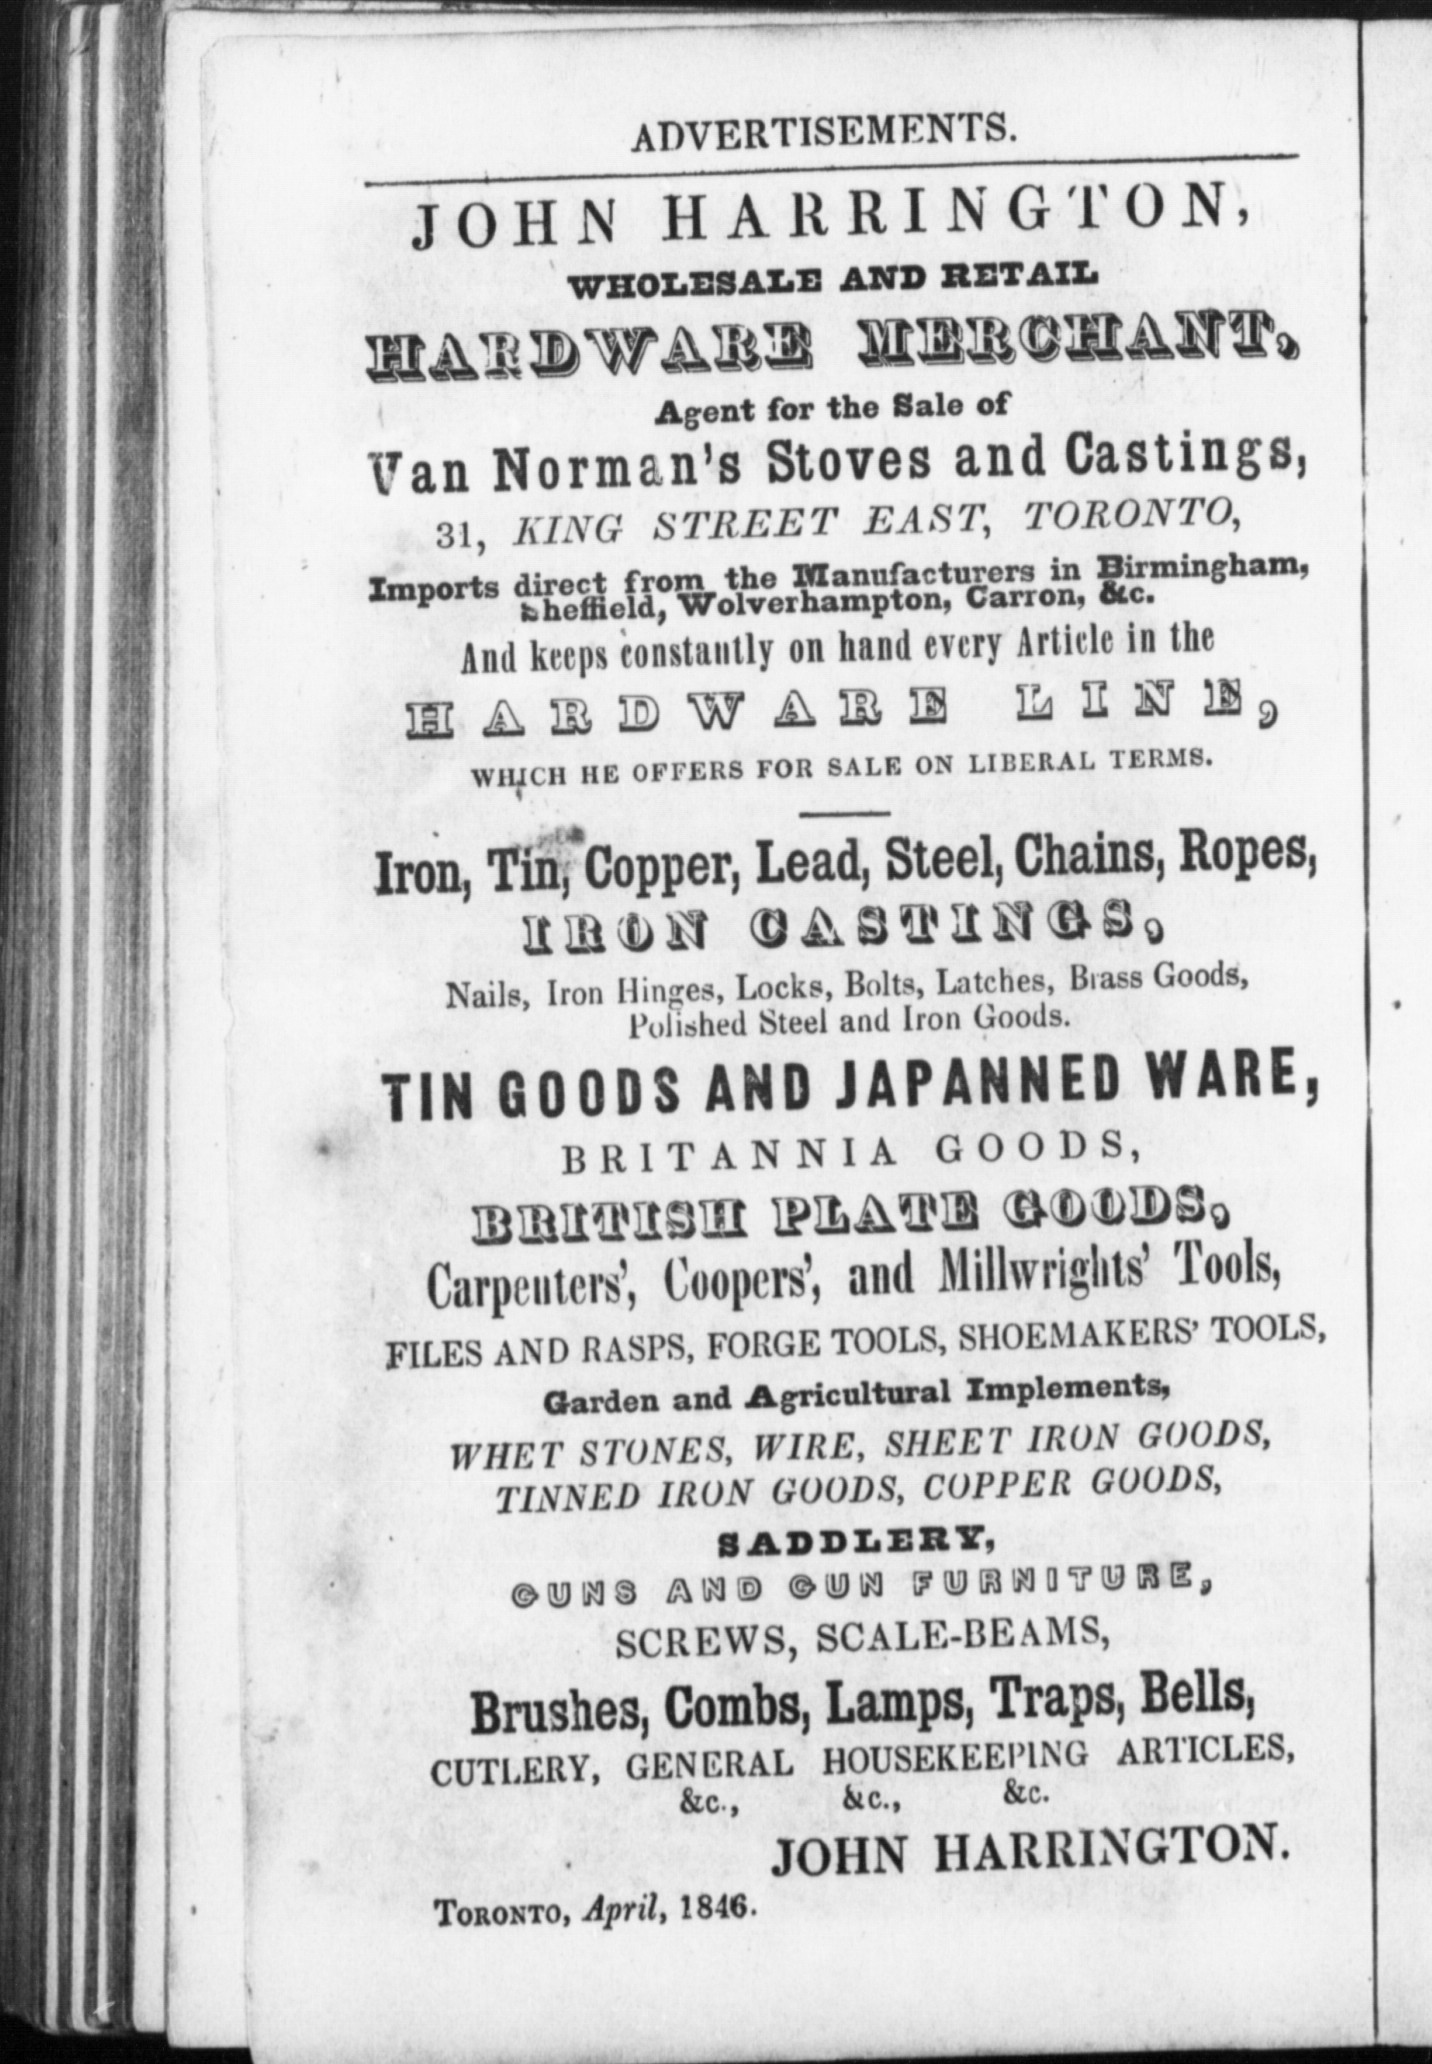 ADVERTISEMENTS.
JOHN HARRINGTON,
WHOLESALE AND RETAIL
HARDWARE MERCHANT,
Agent for the Sale of
Van Norman's Stoves and Castings,
31, KING STREET EAST, TORONTO,
Imports direct from the Manufacturers in Birmingham,
Sheffield, Wolverhampton, Carron, &c.
And keeps constantly on hand every Article in the
HARDWARE LINE,
WHICH HE OFFERS FOR SALE ON LIBERAL TERMS.
Iron, Tin, Copper, Lead, Steel, Chains, Ropes,
IRON CASTINGS,
Nails, Iron Hinges, Locks, Bolts, Latches, Brass Goods,
Polished Steel and Iron Goods.
TIN GOODS AND JAPANNED WARE,
BRITANNIA GOODS,
BRITISH PLATE GOODS,
Carpenters', Coopers', and Millwrights' Tools,
FILES AND RASPS, FORGE TOOLS, SHOEMAKERS' TOOLS,
Garden and Agricultural Implements,
WHET STONES, WIRE, SHEET IRON GOODS,
TINNED IRON GOODS, COPPER GOODS,
SADDLERY,
GUNS AND GUN FURNITURE,
SCREWS, SCALE-BEAMS,
Brushes, Combs, Lamps, Traps, Bells,
CUTLERY, GENERAL HOUSEKEEPING ARTICLES,
&c., &c., &c.
JOHN HARRINGTON.
TORONTO, April, 1846.